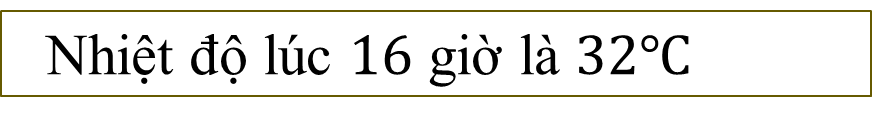 Nhiệt độ lúc 16 giờ là 32°C